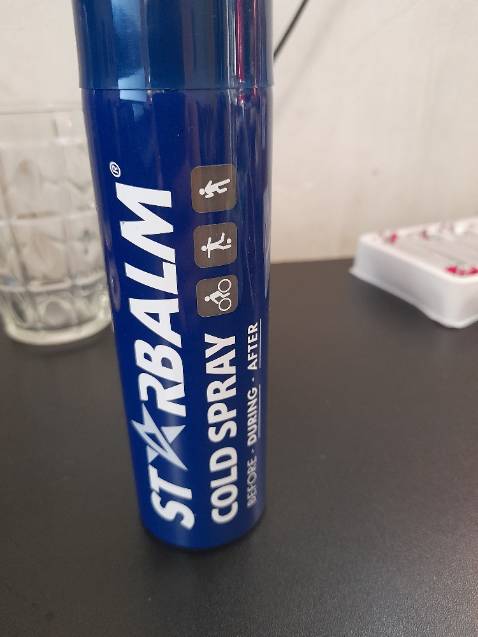 STARBALM®
COLD SPRAY
BEFORE · DURING · AFTER